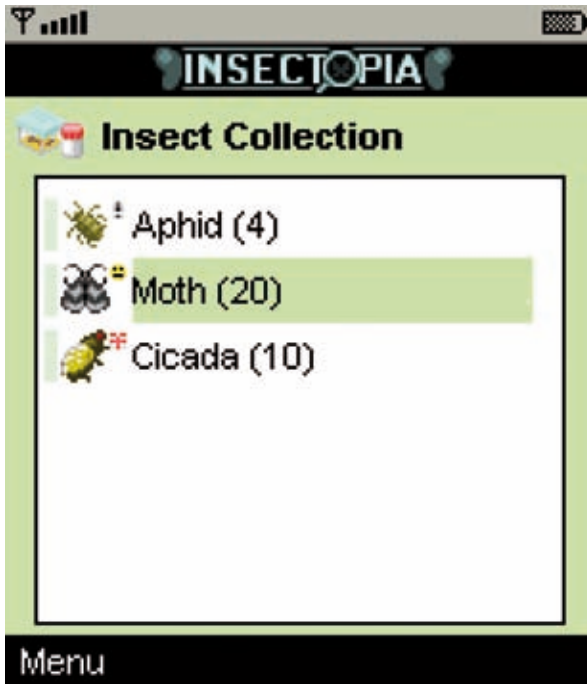 INSECTOPIA
Insect Collection
Aphid (4)
Moth (20)
Cicada (10)
Menu